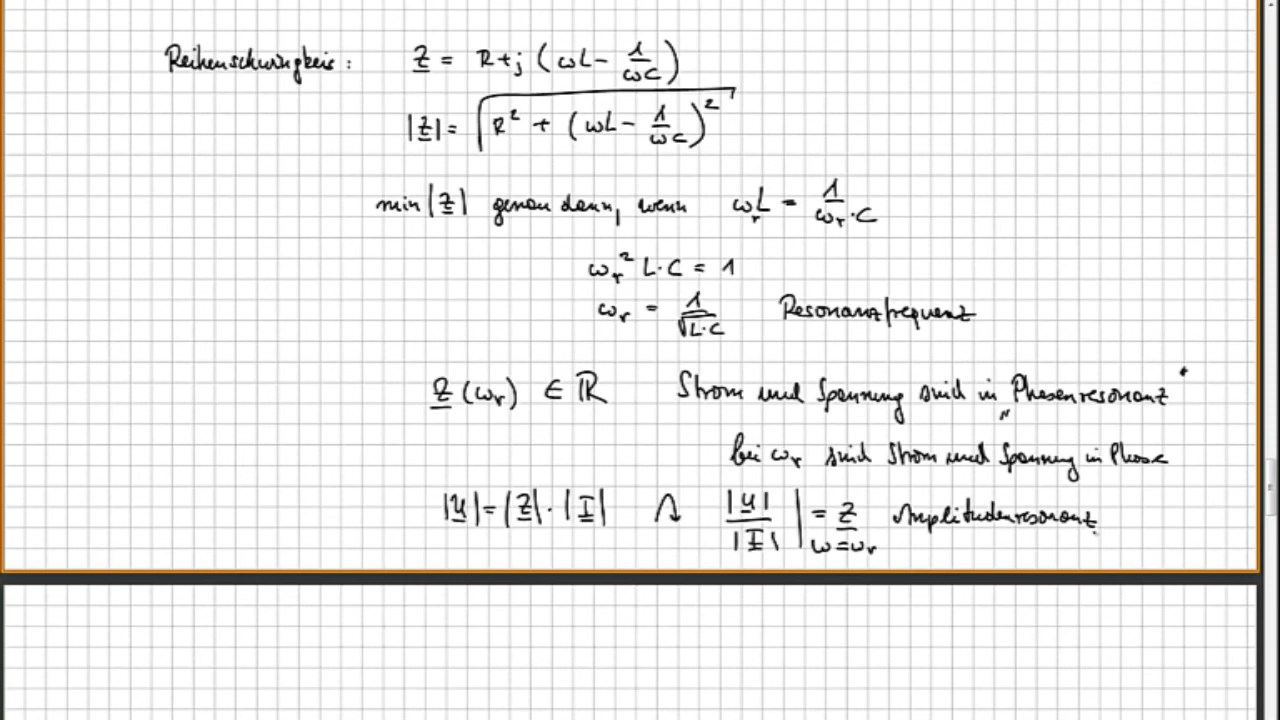 Reihenschwingkreis: Z = R + j (ωL - 1/ωC)
|Z| = √(R² + (ωL - 1/ωC)²)
min |Z| genau dann, wenn ωᵣL = 1/ωᵣ·C
ωᵣ² L·C = 1
ωᵣ = 1/√L·C Resonanzfrequenz
Z (ωᵣ) ∈ ℝ Strom und Spannung sind in "Phasenresonanz"
bei ωᵣ sind Strom und Spannung in Phase
|U| = |Z| · |I| ↷ |U|/|I| |ω=ωᵣ = Z Amplitudenresonanz